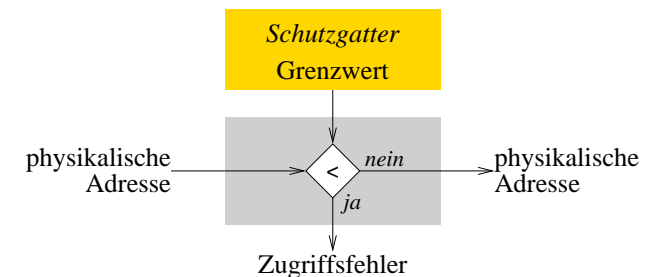 Schutzgatter
Grenzwert
physikalische
Adresse
<
nein
physikalische
Adresse
ja
Zugriffsfehler